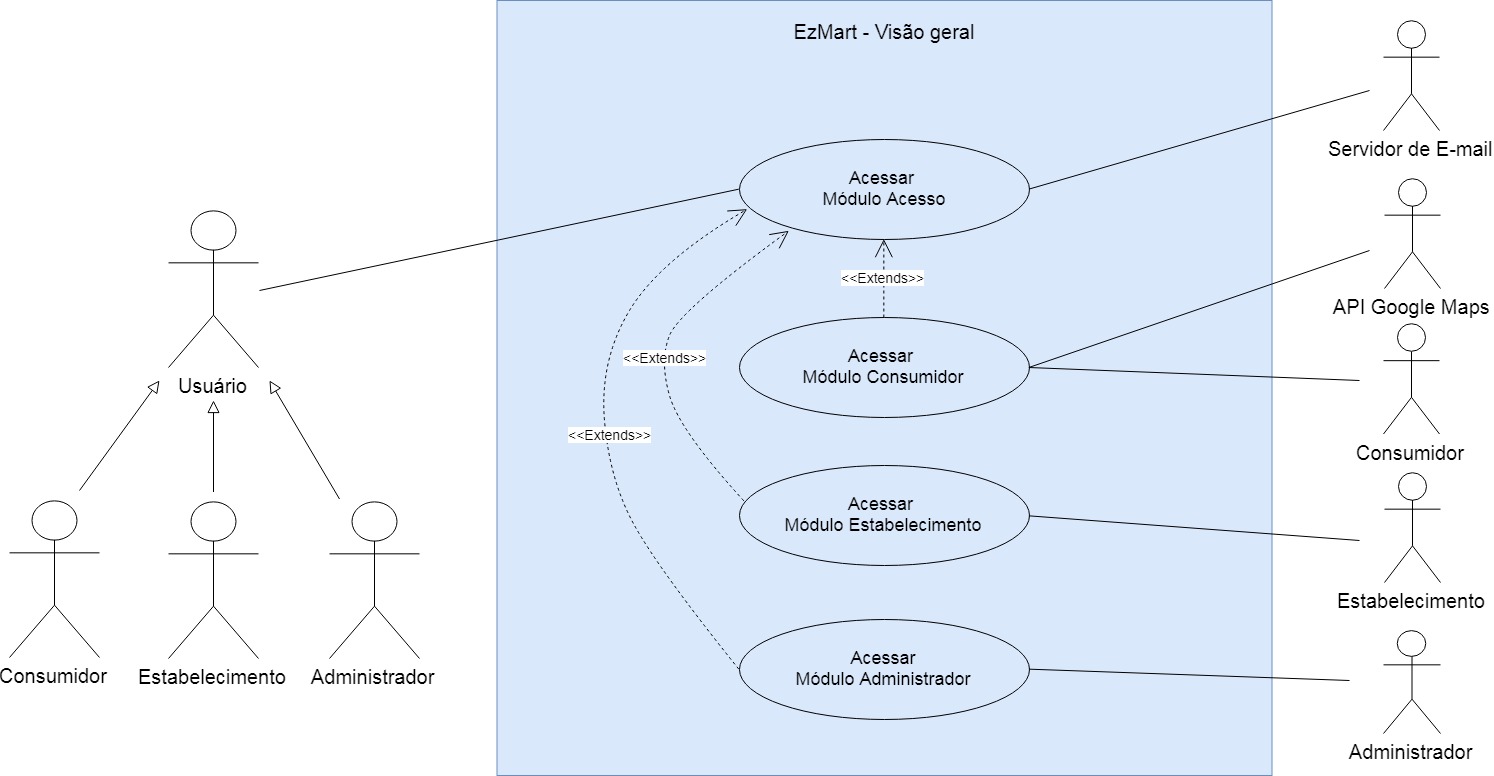 EzMart - Visão geral
Servidor de E-mail
Acessar
Módulo Acesso
<<Extends>>
API Google Maps
Acessar
Módulo Consumidor
<<Extends>>
Usuário
<<Extends>>
Consumidor
Acessar
Módulo Estabelecimento
Estabelecimento
Acessar
Módulo Administrador
Consumidor
Estabelecimento
Administrador
Administrador